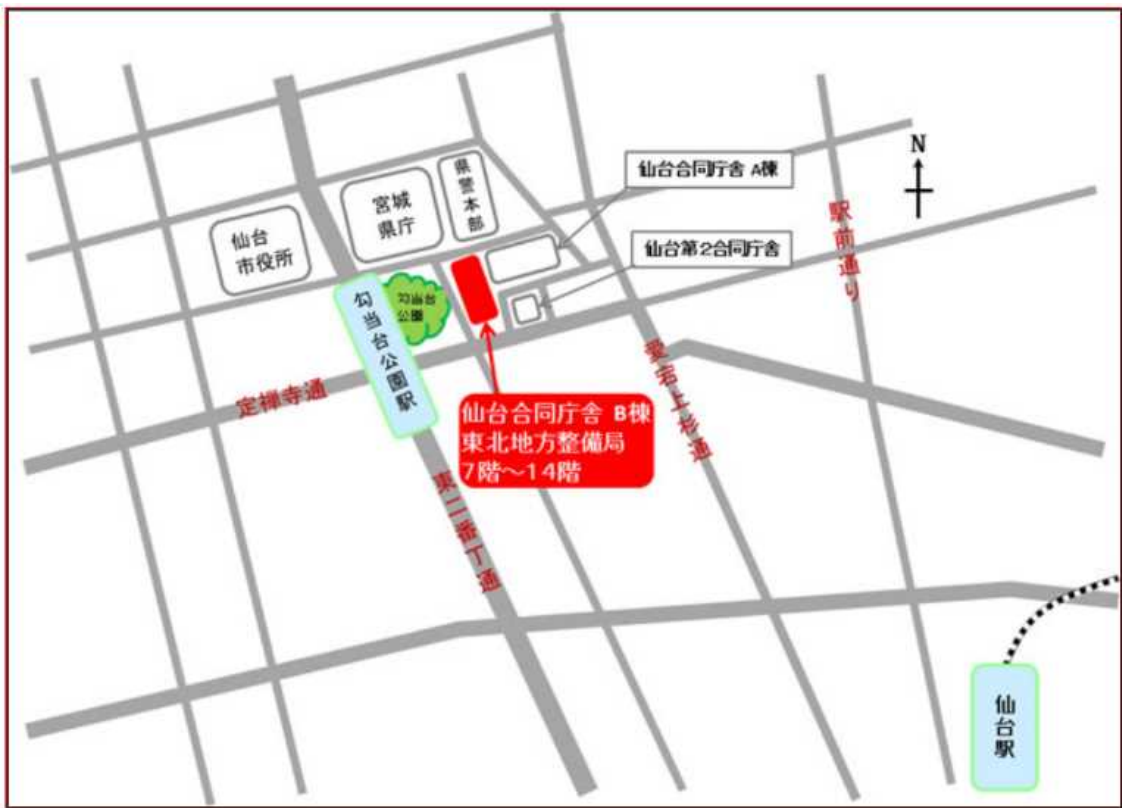 N
仙台合同庁舎 A棟
県警本部
宮城
県庁
仙台
市役所
仙台第2合同庁舎
駅前通り
勾当台
公園
勾当台公園駅
定禅寺通
愛宕上杉通
仙台合同庁舎 B棟
東北地方整備局
7階～14階
東二番丁通
仙台駅